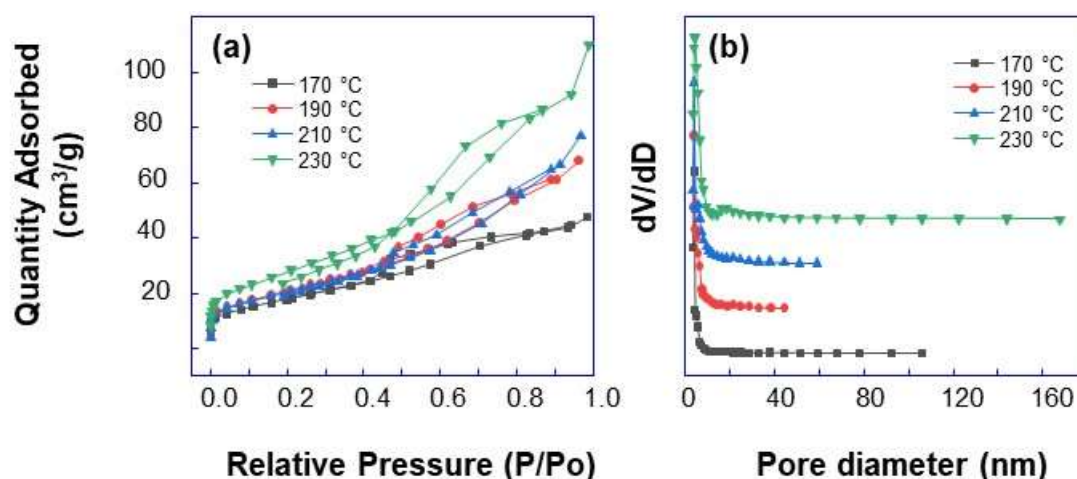 (a)
170 °C
190 °C
210 °C
230 °C
Quantity Adsorbed
(cm³/g)
100
80
60
40
20
0.0 0.2 0.4 0.6 0.8 1.0
Relative Pressure (P/Po)
(b)
170 °C
190 °C
210 °C
230 °C
dV/dD
0 40 80 120 160
Pore diameter (nm)